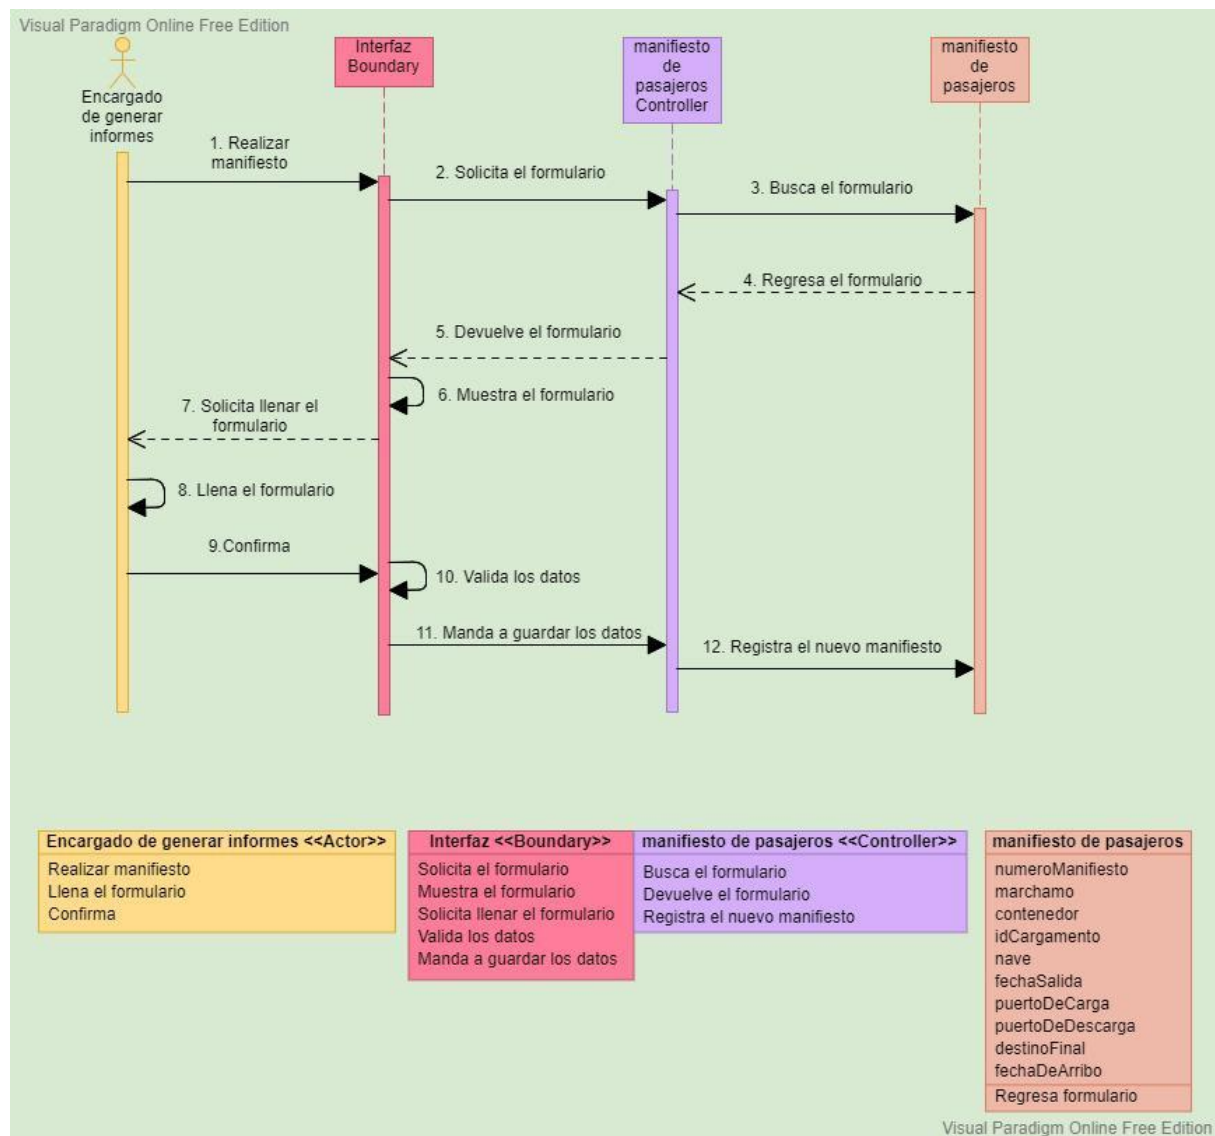 Visual Paradigm Online Free Edition
Encargado
de generar
informes
Interfaz
Boundary
manifiesto
de
pasajeros
Controller
manifiesto
de
pasajeros
1. Realizar
manifiesto
2. Solicita el formulario
3. Busca el formulario
4. Regresa el formulario
5. Devuelve el formulario
6. Muestra el formulario
7. Solicita llenar el
formulario
8. Llena el formulario
9.Confirma
10. Valida los datos
11. Manda a guardar los datos
12. Registra el nuevo manifiesto
Encargado de generar informes <<Actor>>
Realizar manifiesto
Llena el formulario
Confirma
Interfaz <<Boundary>>
Solicita el formulario
Muestra el formulario
Solicita llenar el formulario
Valida los datos
Manda a guardar los datos
manifiesto de pasajeros <<Controller>>
Busca el formulario
Devuelve el formulario
Registra el nuevo manifiesto
manifiesto de pasajeros
numeroManifiesto
marchamo
contenedor
idCargamento
nave
fechaSalida
puertoDeCarga
puertoDeDescarga
destinoFinal
fechaDeArribo
Regresa formulario
Visual Paradigm Online Free Edition